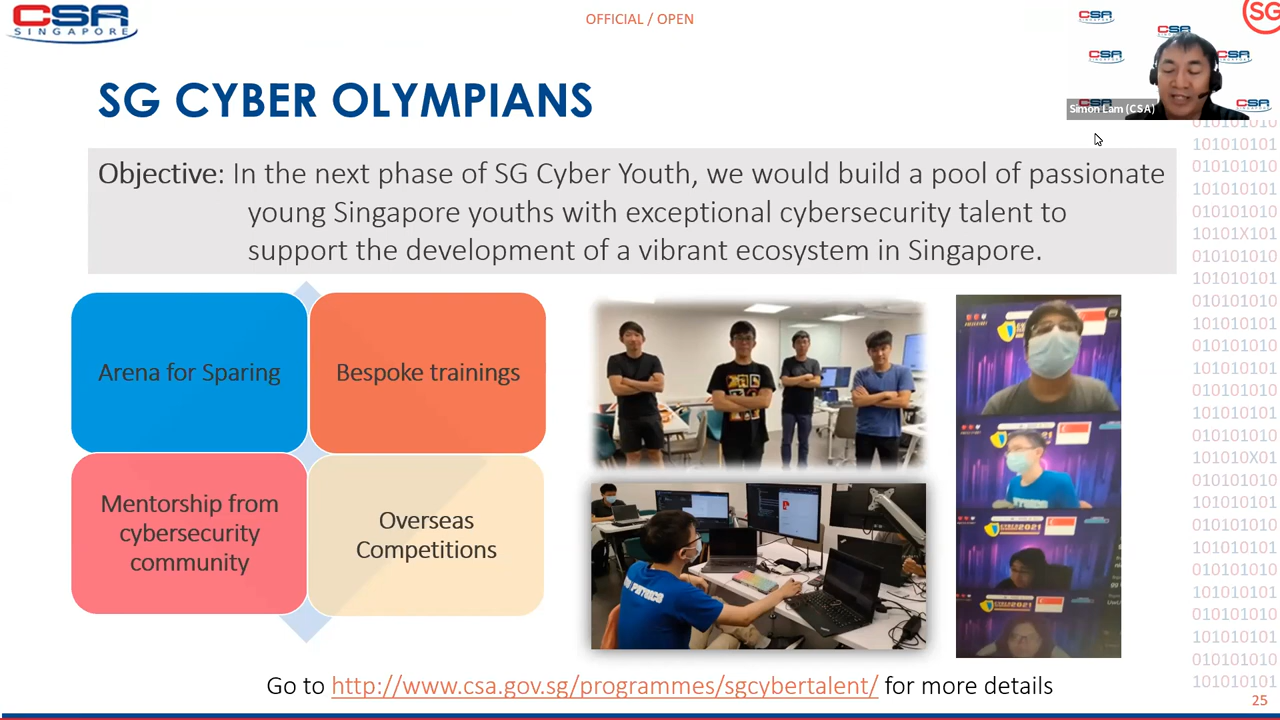 CSA
SINGAPORE
OFFICIAL / OPEN
SG
Simon Lam (CSA)
SG CYBER OLYMPIANS
Objective: In the next phase of SG Cyber Youth, we would build a pool of passionate
young Singapore youths with exceptional cybersecurity talent to
support the development of a vibrant ecosystem in Singapore.
Arena for Sparing
Bespoke trainings
Mentorship from
cybersecurity
community
Overseas
Competitions
Go to http://www.csa.gov.sg/programmes/sgcybertalent/ for more details
25